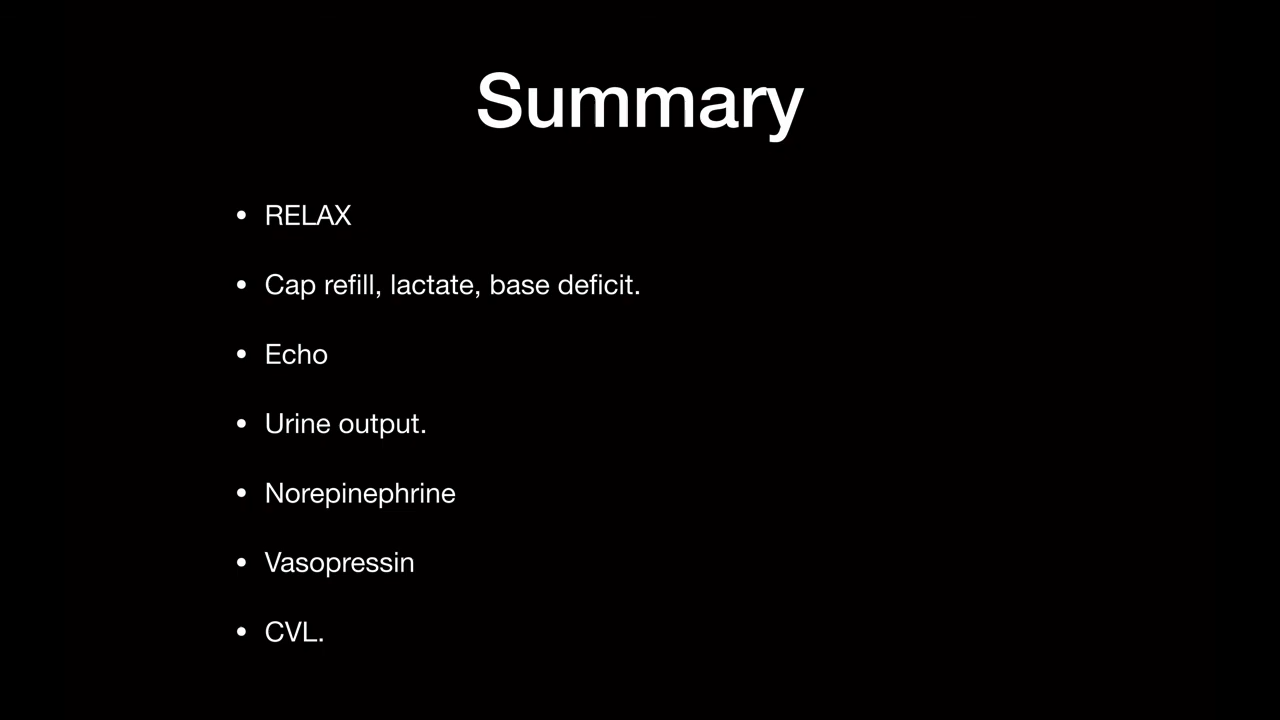 Summary
• RELAX
• Cap refill, lactate, base deficit.
• Echo
• Urine output.
• Norepinephrine
• Vasopressin
• CVL.